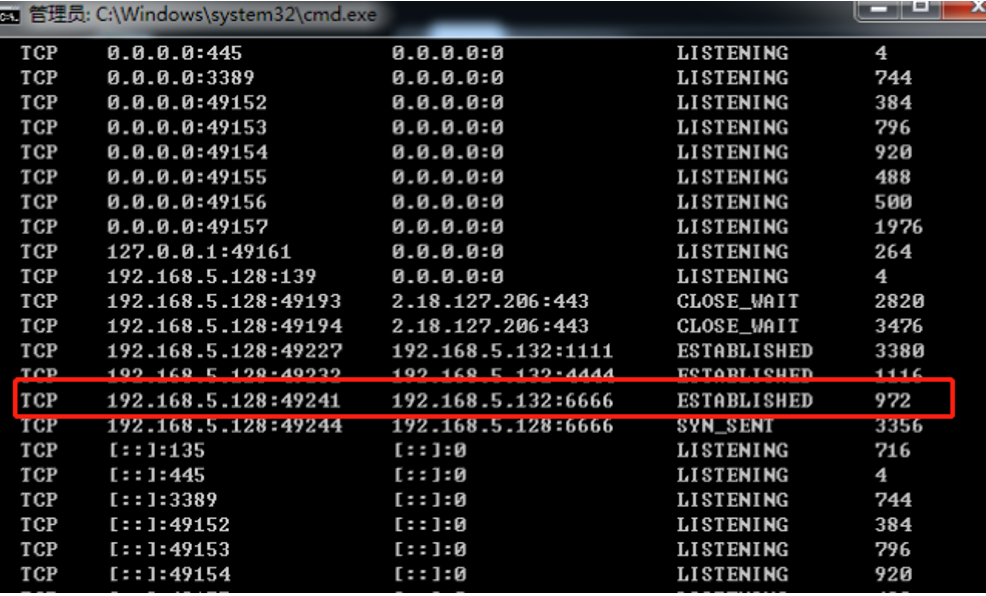 管理员: C:\Windows\system32\cmd.exe
TCP 0.0.0.0:445 0.0.0.0:0 LISTENING 4
TCP 0.0.0.0:3389 0.0.0.0:0 LISTENING 744
TCP 0.0.0.0:49152 0.0.0.0:0 LISTENING 384
TCP 0.0.0.0:49153 0.0.0.0:0 LISTENING 796
TCP 0.0.0.0:49154 0.0.0.0:0 LISTENING 920
TCP 0.0.0.0:49155 0.0.0.0:0 LISTENING 488
TCP 0.0.0.0:49156 0.0.0.0:0 LISTENING 500
TCP 0.0.0.0:49157 0.0.0.0:0 LISTENING 1976
TCP 127.0.0.1:49161 0.0.0.0:0 LISTENING 264
TCP 192.168.5.128:139 0.0.0.0:0 LISTENING 4
TCP 192.168.5.128:49193 2.18.127.206:443 CLOSE_WAIT 2820
TCP 192.168.5.128:49194 2.18.127.206:443 CLOSE_WAIT 3476
TCP 192.168.5.128:49227 192.168.5.132:1111 ESTABLISHED 3380
TCP 192.168.5.128:49232 192.168.5.132:4444 ESTABLISHED 1116
TCP 192.168.5.128:49241 192.168.5.132:6666 ESTABLISHED 972
TCP 192.168.5.128:49244 192.168.5.128:6666 SYN_SENT 3356
TCP [::]:135 [::]:0 LISTENING 716
TCP [::]:445 [::]:0 LISTENING 4
TCP [::]:3389 [::]:0 LISTENING 744
TCP [::]:49152 [::]:0 LISTENING 384
TCP [::]:49153 [::]:0 LISTENING 796
TCP [::]:49154 [::]:0 LISTENING 920